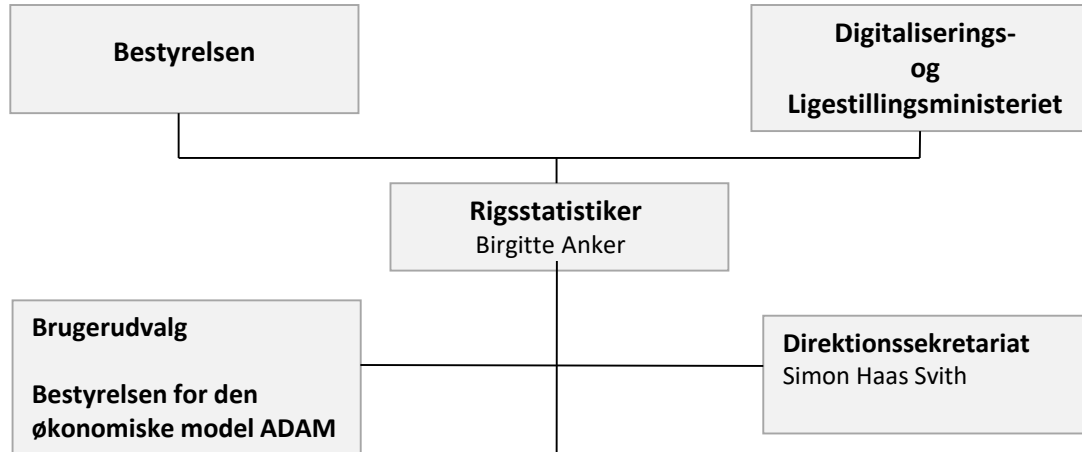 Bestyrelsen
Digitaliserings-
og
Ligestillingsministeriet
Rigsstatistiker
Birgitte Anker
Brugerudvalg
Bestyrelsen for den
økonomiske model ADAM
Direktionssekretariat
Simon Haas Svith